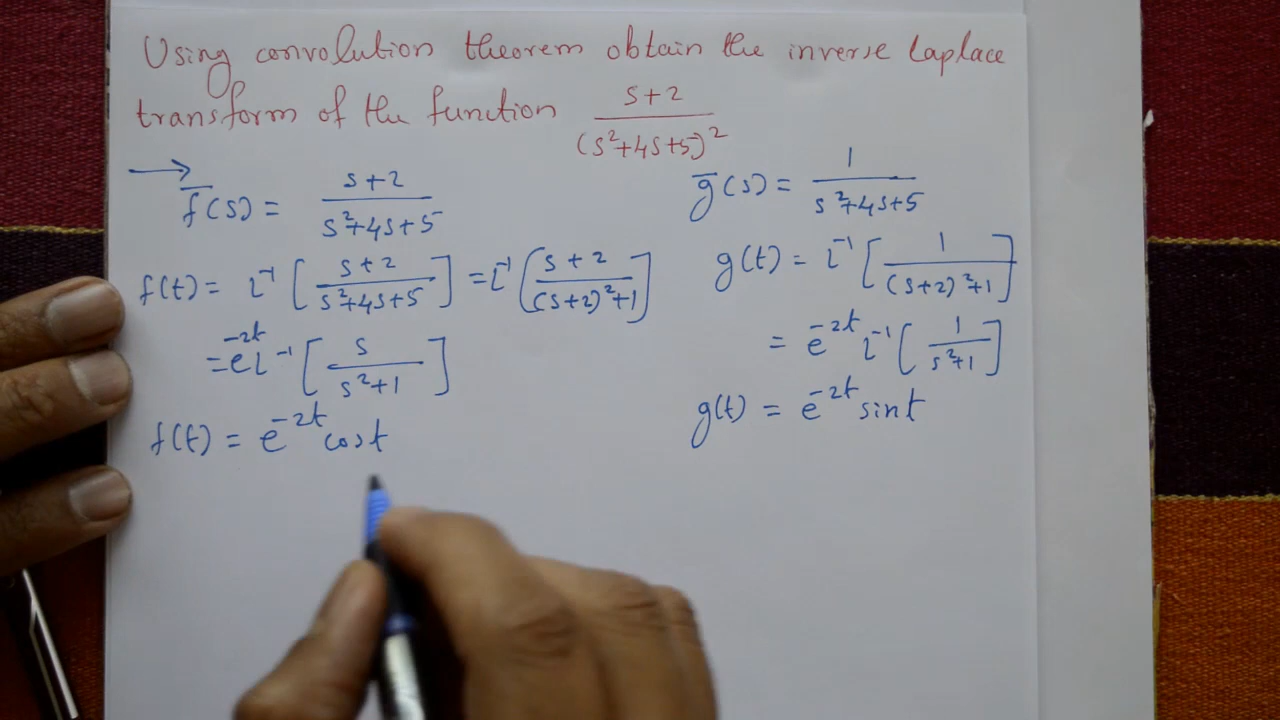 Using convolution theorem obtain the inverse Laplace
transform of the function (s+2)/(s²+4s+5)²
f̄(s) = (s+2)/(s²+4s+5)
f(t) = L⁻¹[(s+2)/(s²+4s+5)] = L⁻¹[(s+2)/((s+2)²+1)]
= e⁻²ᵗ L⁻¹[s/(s²+1)]
f(t) = e⁻²ᵗ cost
ḡ(s) = 1/(s²+4s+5)
g(t) = L⁻¹[1/((s+2)²+1)]
= e⁻²ᵗ L⁻¹[1/(s²+1)]
g(t) = e⁻²ᵗ sint